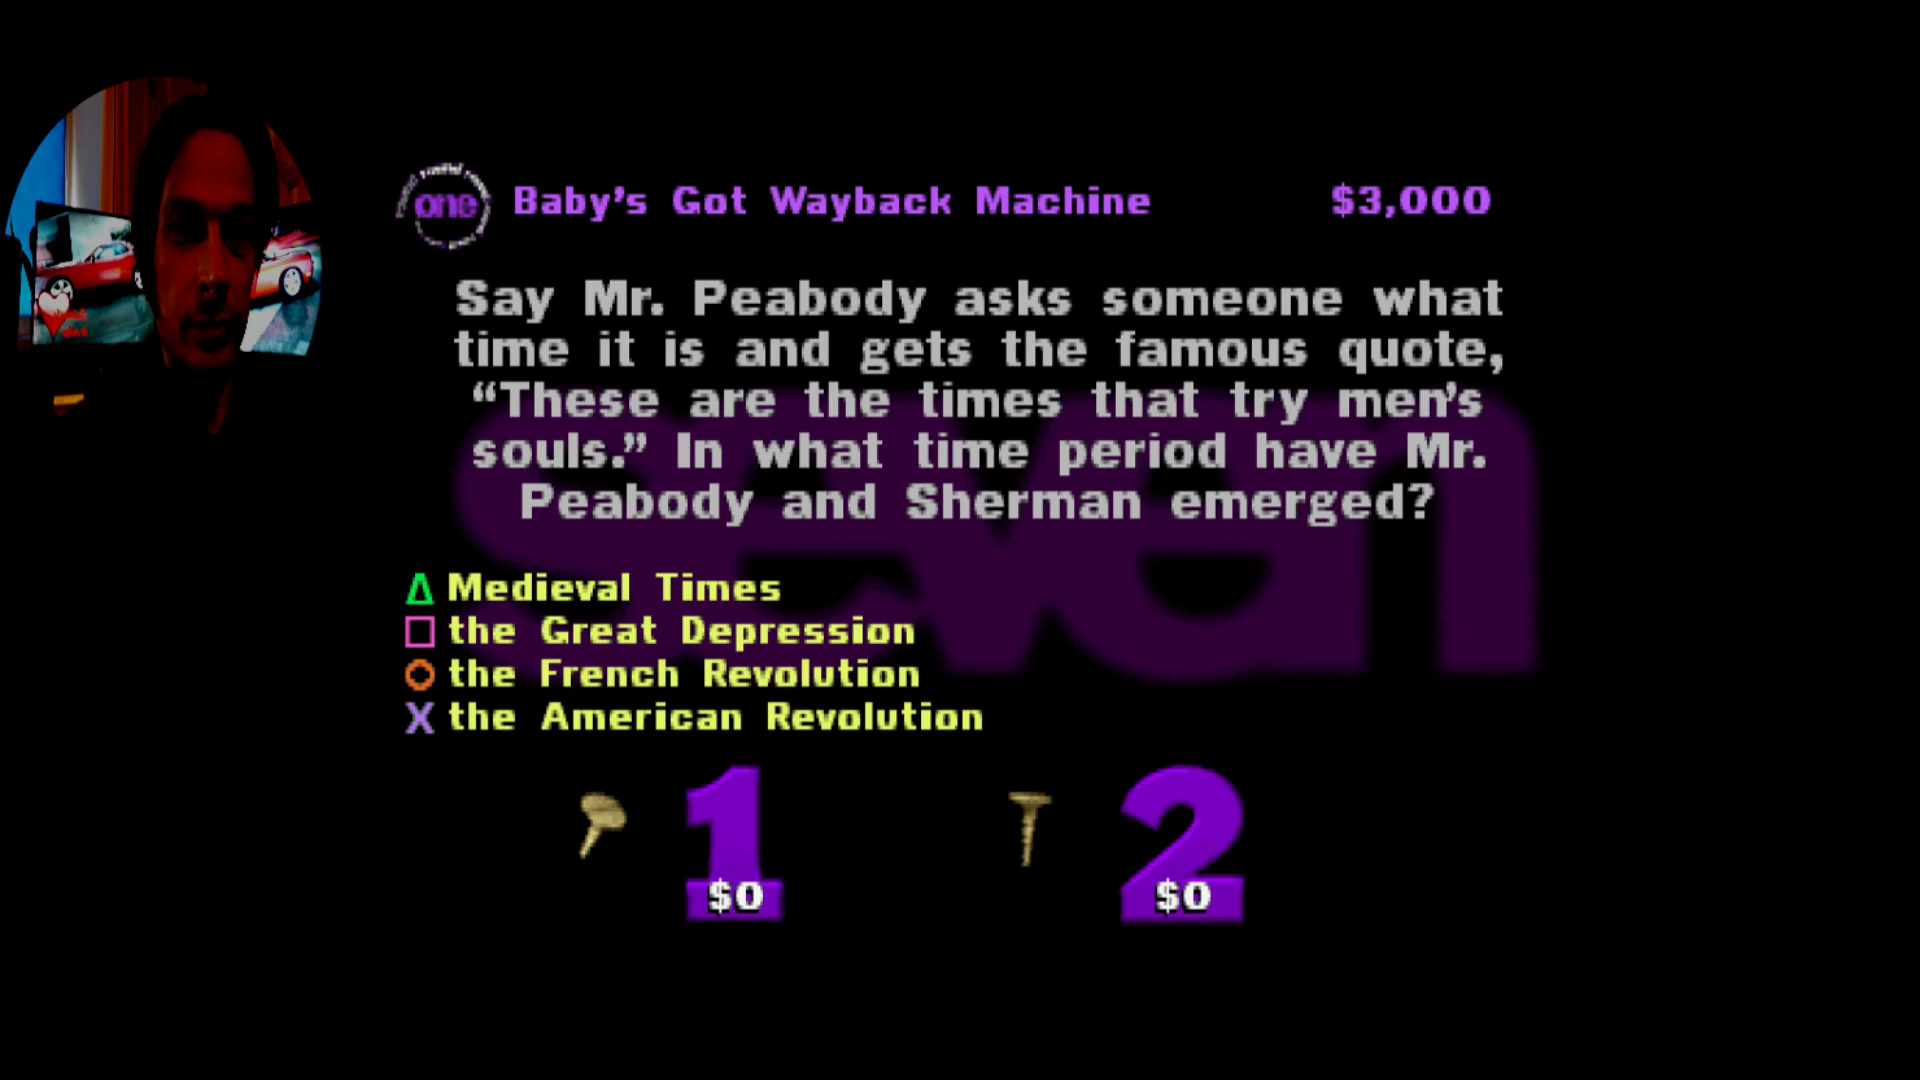 one Baby's Got Wayback Machine $3,000
Say Mr. Peabody asks someone what
time it is and gets the famous quote,
“These are the times that try men's
souls.” In what time period have Mr.
Peabody and Sherman emerged?
seven
Δ Medieval Times
□ the Great Depression
O the French Revolution
X the American Revolution
1 2
$0 $0